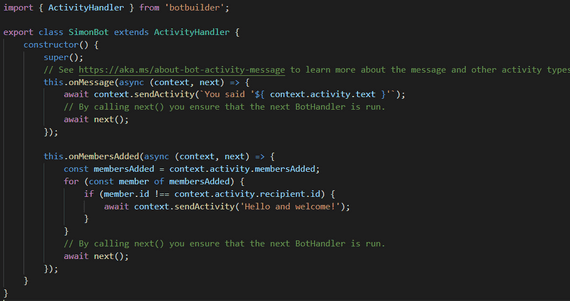 import { ActivityHandler } from 'botbuilder';
export class SimonBot extends ActivityHandler {
constructor() {
super();
// See https://aka.ms/about-bot-activity-message to learn more about the message and other activity types
this.onMessage(async (context, next) => {
await context.sendActivity(`You said '${ context.activity.text }'`);
// By calling next() you ensure that the next BotHandler is run.
await next();
});
this.onMembersAdded(async (context, next) => {
const membersAdded = context.activity.membersAdded;
for (const member of membersAdded) {
if (member.id !== context.activity.recipient.id) {
await context.sendActivity('Hello and welcome!');
}
}
// By calling next() you ensure that the next BotHandler is run.
await next();
});
}
}